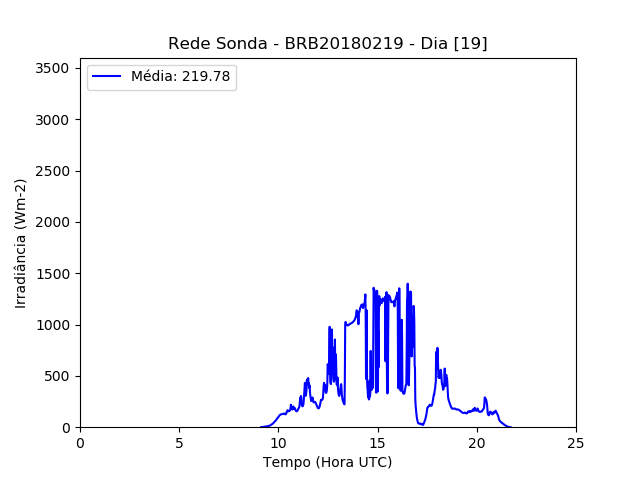 Rede Sonda - BRB20180219 - Dia [19]
Média: 219.78
Irradiância (Wm-2)
3500
3000
2500
2000
1500
1000
500
0
0 5 10 15 20 25
Tempo (Hora UTC)